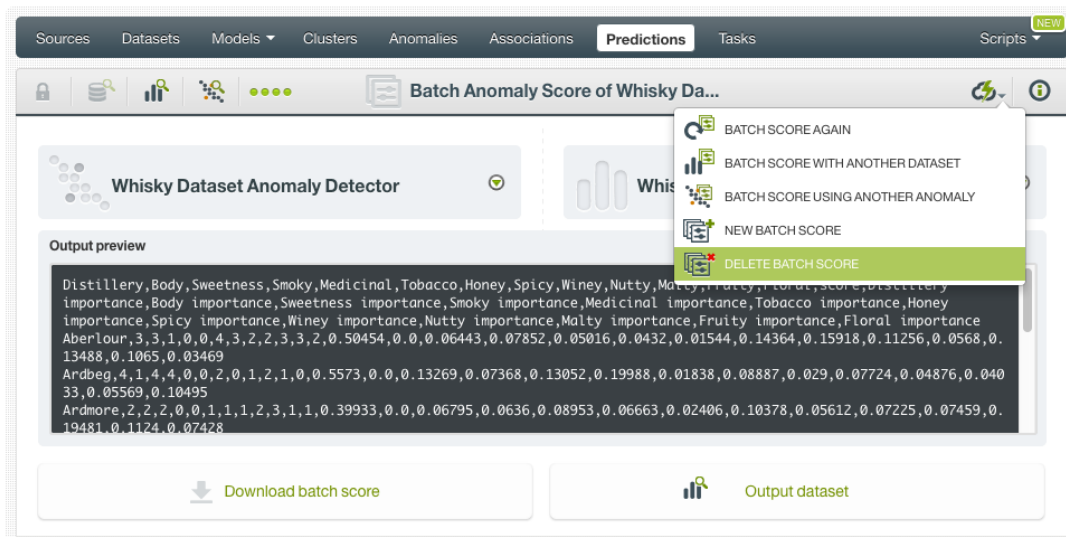 NEW
Sources Datasets Models Clusters Anomalies Associations Predictions Tasks Scripts
Batch Anomaly Score of Whisky Da...
BATCH SCORE AGAIN
BATCH SCORE WITH ANOTHER DATASET
BATCH SCORE USING ANOTHER ANOMALY
NEW BATCH SCORE
DELETE BATCH SCORE
Whisky Dataset Anomaly Detector
Output preview
Distillery,Body,Sweetness,Smoky,Medicinal,Tobacco,Honey,Spicy,Winey,Nutty,Malty,Fruity,Floral,score,Distillery
importance,Body importance,Sweetness importance,Smoky importance,Medicinal importance,Tobacco importance,Honey
importance,Spicy importance,Winey importance,Nutty importance,Malty importance,Fruity importance,Floral importance
Aberlour,3,3,1,0,0,4,3,2,2,3,3,2,0.50454,0.0,0.06443,0.07852,0.05016,0.0432,0.01544,0.14364,0.15918,0.11256,0.0568,0.
13488,0.1065,0.03469
Ardbeg,4,1,4,4,0,0,2,0,1,2,1,0,0.5573,0.0,0.13269,0.07368,0.13052,0.19988,0.01838,0.08887,0.029,0.07724,0.04876,0.040
33,0.05569,0.10495
Ardmore,2,2,2,0,0,1,1,1,2,3,1,1,0.39933,0.0,0.06795,0.0636,0.08953,0.06663,0.02406,0.10378,0.05612,0.07225,0.07459,0.
19481,0.1124,0.07428
Download batch score
Output dataset